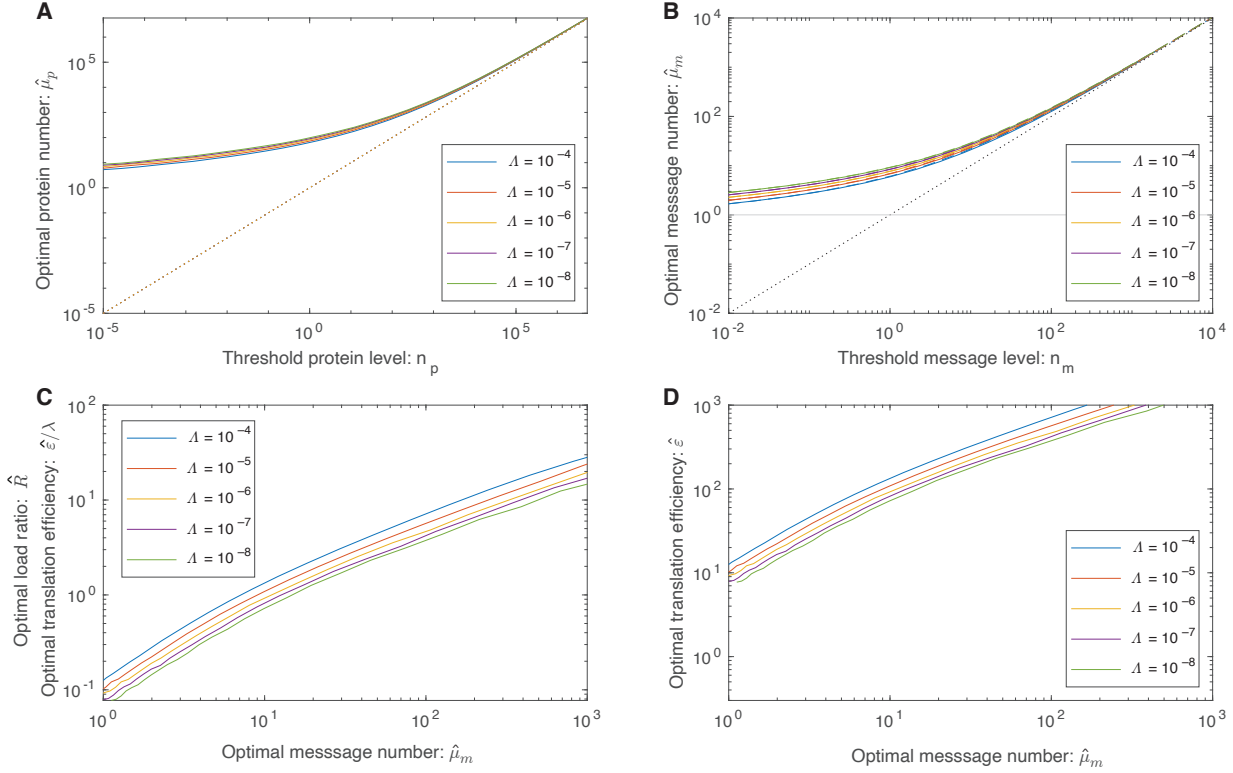 A
Optimal protein number: μ̂_p
10^5
10^0
10^-5
10^-5
10^0
10^5
Threshold protein level: n_p
Λ = 10^-4
Λ = 10^-5
Λ = 10^-6
Λ = 10^-7
Λ = 10^-8
B
Optimal message number: μ̂_m
10^4
10^2
10^0
10^-2
10^-2
10^0
10^2
10^4
Threshold message level: n_m
Λ = 10^-4
Λ = 10^-5
Λ = 10^-6
Λ = 10^-7
Λ = 10^-8
C
Optimal load ratio: R̂
Optimal translation efficiency: ε̂/λ
10^2
10^1
10^0
10^-1
10^0
10^1
10^2
10^3
Optimal messsage number: μ̂_m
Λ = 10^-4
Λ = 10^-5
Λ = 10^-6
Λ = 10^-7
Λ = 10^-8
D
Optimal translation efficiency: ε̂
10^3
10^2
10^1
10^0
10^0
10^1
10^2
10^3
Optimal messsage number: μ̂_m
Λ = 10^-4
Λ = 10^-5
Λ = 10^-6
Λ = 10^-7
Λ = 10^-8